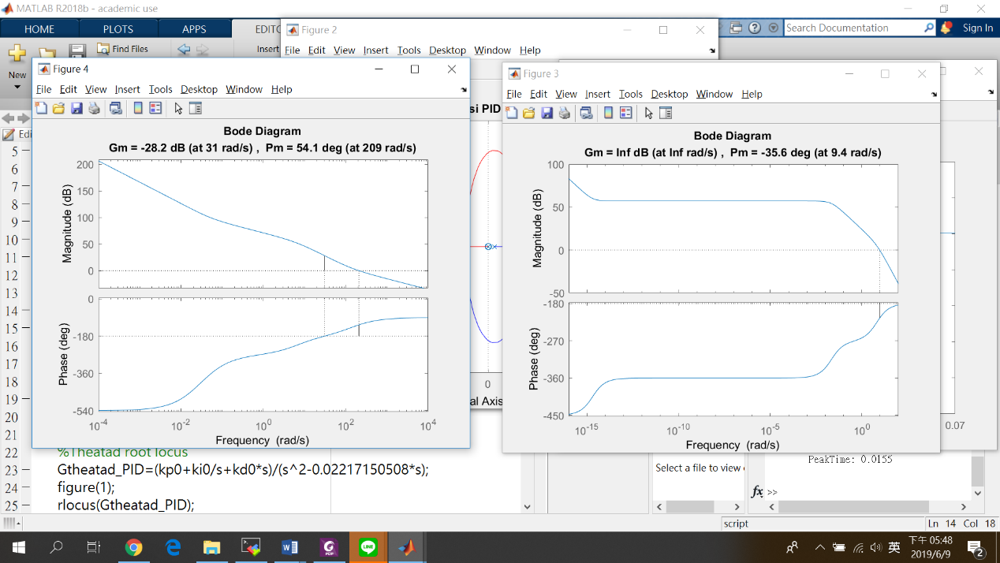 MATLAB R2018b - academic use
HOME PLOTS APPS
Search Documentation
Sign In
Find Files
Insert
New
Figure 2
File Edit View Insert Tools Desktop Window Help
Figure 4
File Edit View Insert Tools Desktop Window Help
Bode Diagram
Gm = -28.2 dB (at 31 rad/s) , Pm = 54.1 deg (at 209 rad/s)
Magnitude (dB)
200
150
100
50
0
Phase (deg)
0
-180
-360
-540
10^-4 10^-2 10^0 10^2 10^4
Frequency (rad/s)
PID
0
Axis
Figure 3
File Edit View Insert Tools Desktop Window Help
Bode Diagram
Gm = Inf dB (at Inf rad/s) , Pm = -35.6 deg (at 9.4 rad/s)
Magnitude (dB)
100
50
0
-50
Phase (deg)
-180
-270
-360
-450
10^-15 10^-10 10^-5 10^0
Frequency (rad/s)
0.07
5
6
7
8
9
10
11
12
13
14
15
16
17
18
19
20
21
22 %Theatad root locus
23 Gtheatad_PID=(kp0+ki0/s+kd0*s)/(s^2-0.02217150508*s);
24 figure(1);
25 rlocus(Gtheatad_PID);
Select a file to view
PeakTime: 0.0155
fx >>
script
Ln 14 Col 18
英
下午 05:48
2019/6/9
2